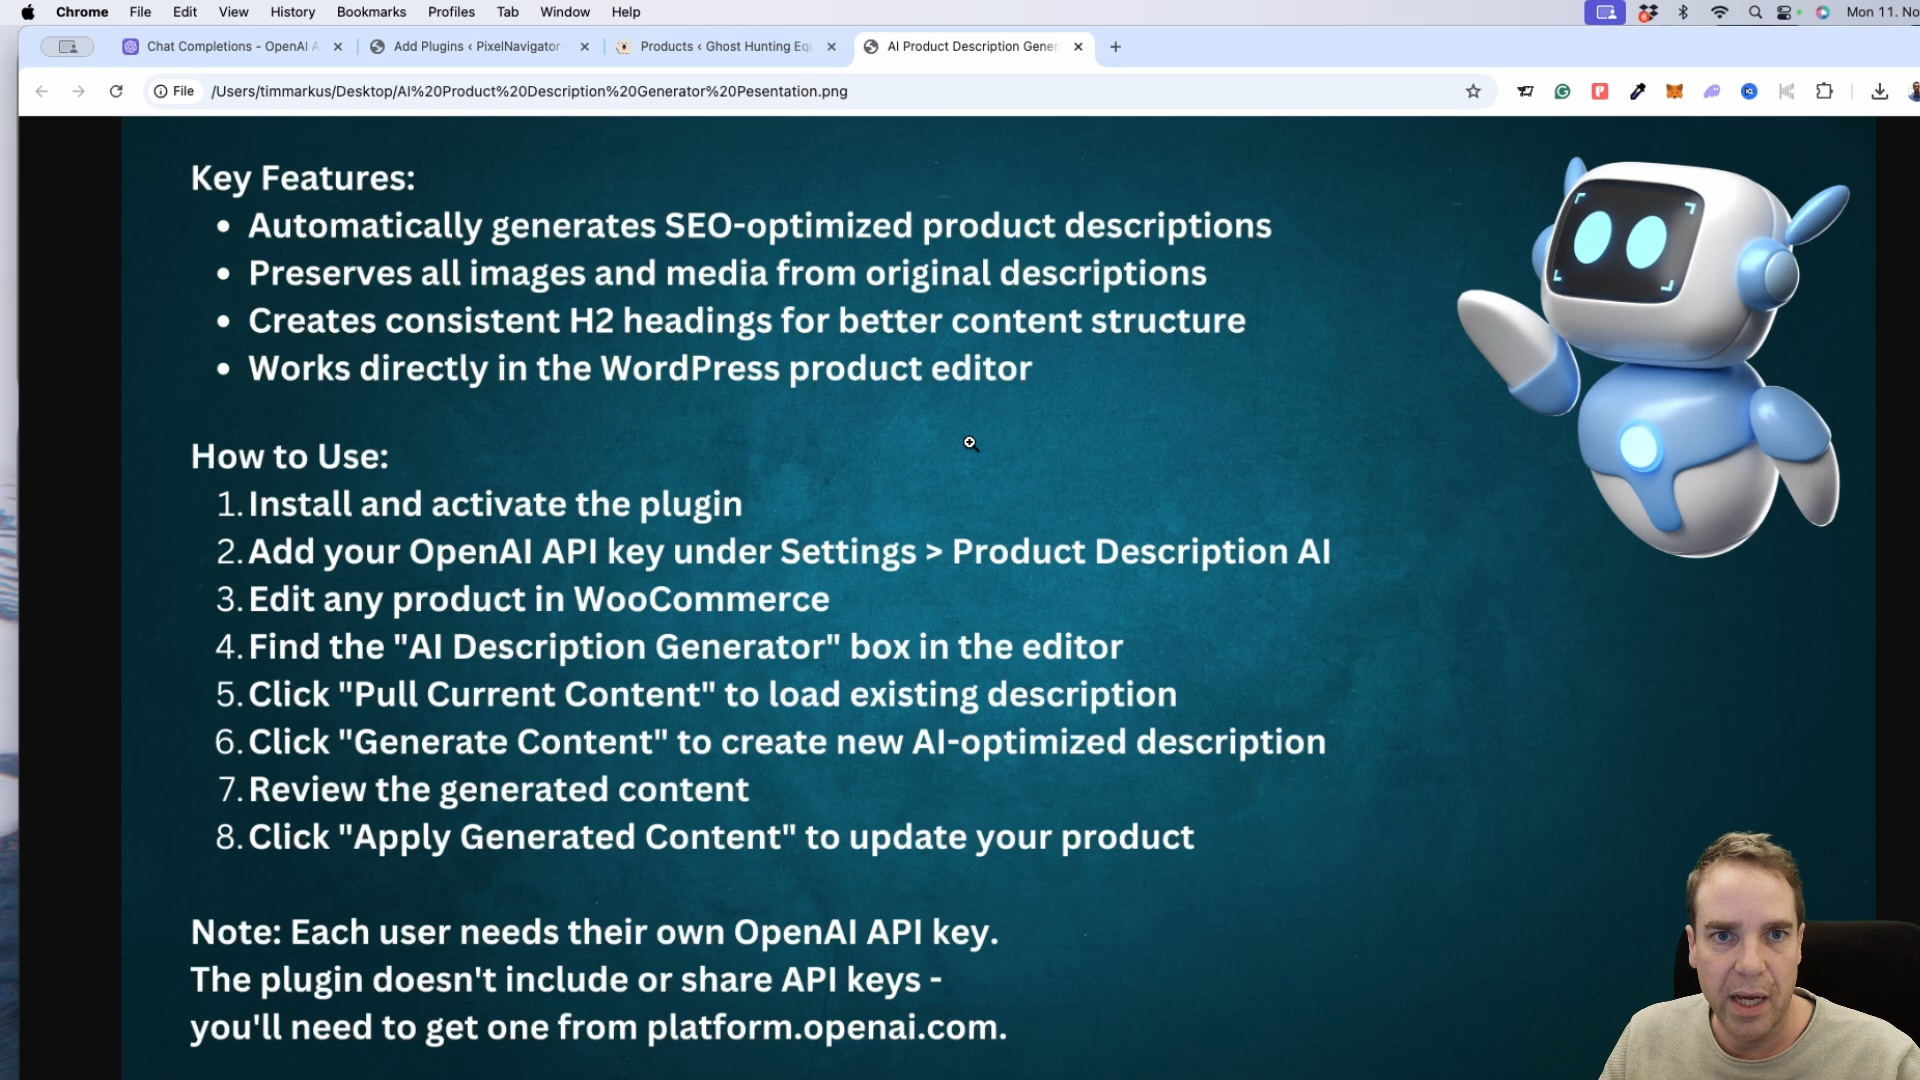 Chrome File Edit View History Bookmarks Profiles Tab Window Help Mon 11. No
Chat Completions - OpenAI A Add Plugins ‹ PixelNavigator Products ‹ Ghost Hunting Equ AI Product Description Gener
File /Users/timmarkus/Desktop/AI%20Product%20Description%20Generator%20Pesentation.png
Key Features:
• Automatically generates SEO-optimized product descriptions
• Preserves all images and media from original descriptions
• Creates consistent H2 headings for better content structure
• Works directly in the WordPress product editor
How to Use:
1. Install and activate the plugin
2. Add your OpenAI API key under Settings > Product Description AI
3. Edit any product in WooCommerce
4. Find the "AI Description Generator" box in the editor
5. Click "Pull Current Content" to load existing description
6. Click "Generate Content" to create new AI-optimized description
7. Review the generated content
8. Click "Apply Generated Content" to update your product
Note: Each user needs their own OpenAI API key.
The plugin doesn't include or share API keys -
you'll need to get one from platform.openai.com.